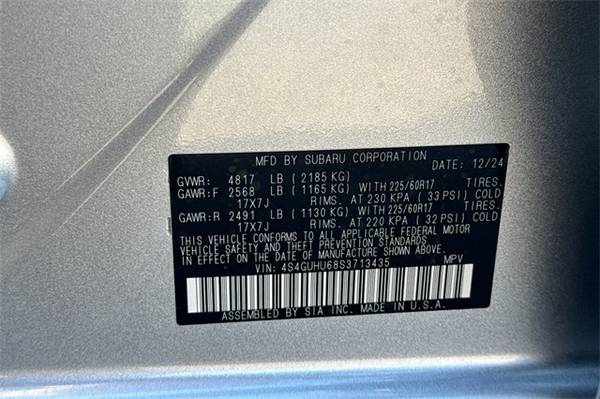 MFD BY SUBARU CORPORATION DATE: 12/24
GVWR: 4817 LB ( 2185 KG)
GAWR:F 2568 LB ( 1165 KG) WITH 225/60R17 TIRES.
17X7J RIMS. AT 230 KPA ( 33 PSI) COLD
GAWR:R 2491 LB ( 1130 KG) WITH 225/60R17 TIRES.
17X7J RIMS. AT 220 KPA ( 32 PSI) COLD
THIS VEHICLE CONFORMS TO ALL APPLICABLE FEDERAL MOTOR
VEHICLE SAFETY AND THEFT PREVENTION STANDARDS
IN EFFECT ON THE DATE OF MANUFACTURE SHOWN ABOVE.
VIN: 4S4GUHU68S3713435 MPV
ASSEMBLED BY SIA INC. MADE IN U.S.A.